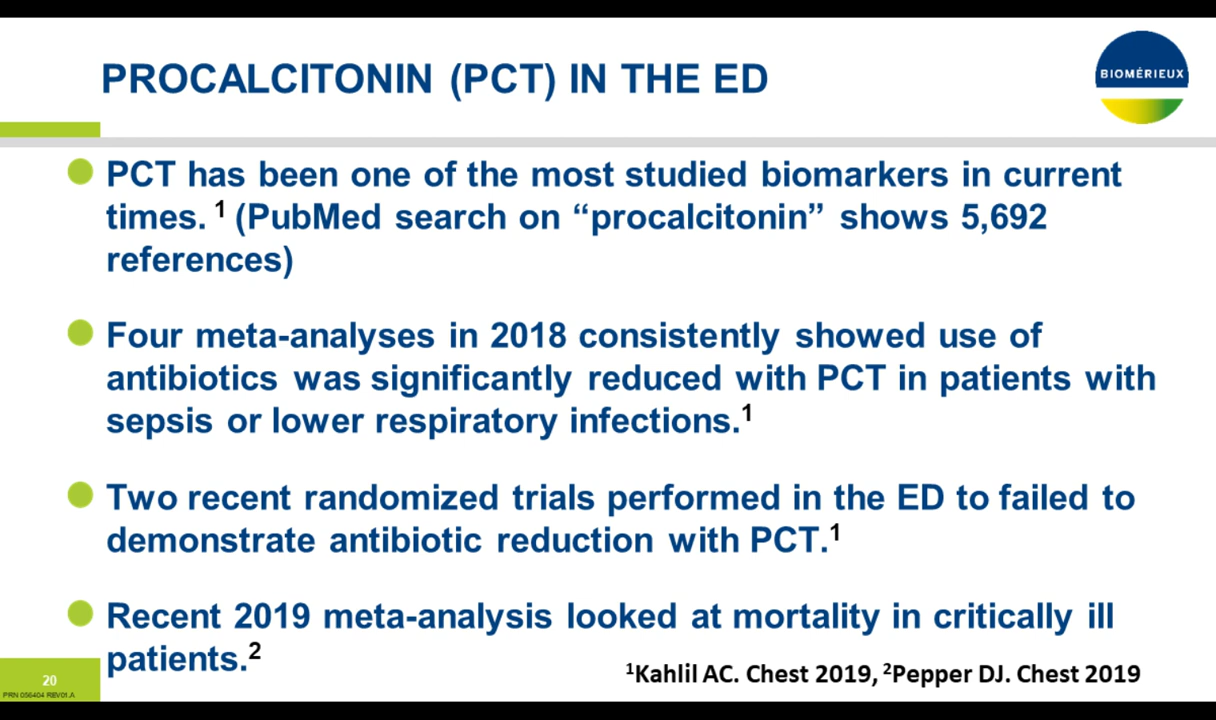 PROCALCITONIN (PCT) IN THE ED
BIOMÉRIEUX
PCT has been one of the most studied biomarkers in current
times. ¹ (PubMed search on “procalcitonin” shows 5,692
references)
Four meta-analyses in 2018 consistently showed use of
antibiotics was significantly reduced with PCT in patients with
sepsis or lower respiratory infections.¹
Two recent randomized trials performed in the ED to failed to
demonstrate antibiotic reduction with PCT.¹
Recent 2019 meta-analysis looked at mortality in critically ill
patients.²
¹Kahlil AC. Chest 2019, ²Pepper DJ. Chest 2019
20
PRN 056404 REV01.A